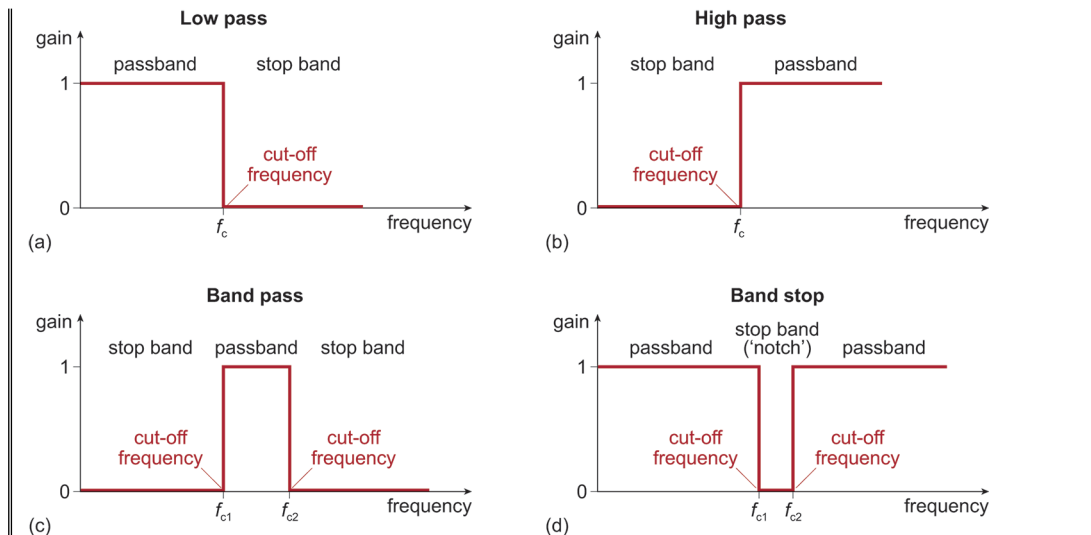 Low pass
gain
passband
stop band
1
cut-off
frequency
0
fc
frequency
(a)
High pass
gain
stop band
passband
1
cut-off
frequency
0
fc
frequency
(b)
Band pass
gain
stop band
passband
stop band
1
cut-off
frequency
cut-off
frequency
0
fc1
fc2
frequency
(c)
Band stop
gain
passband
stop band
(‘notch’)
passband
1
cut-off
frequency
cut-off
frequency
0
fc1
fc2
frequency
(d)